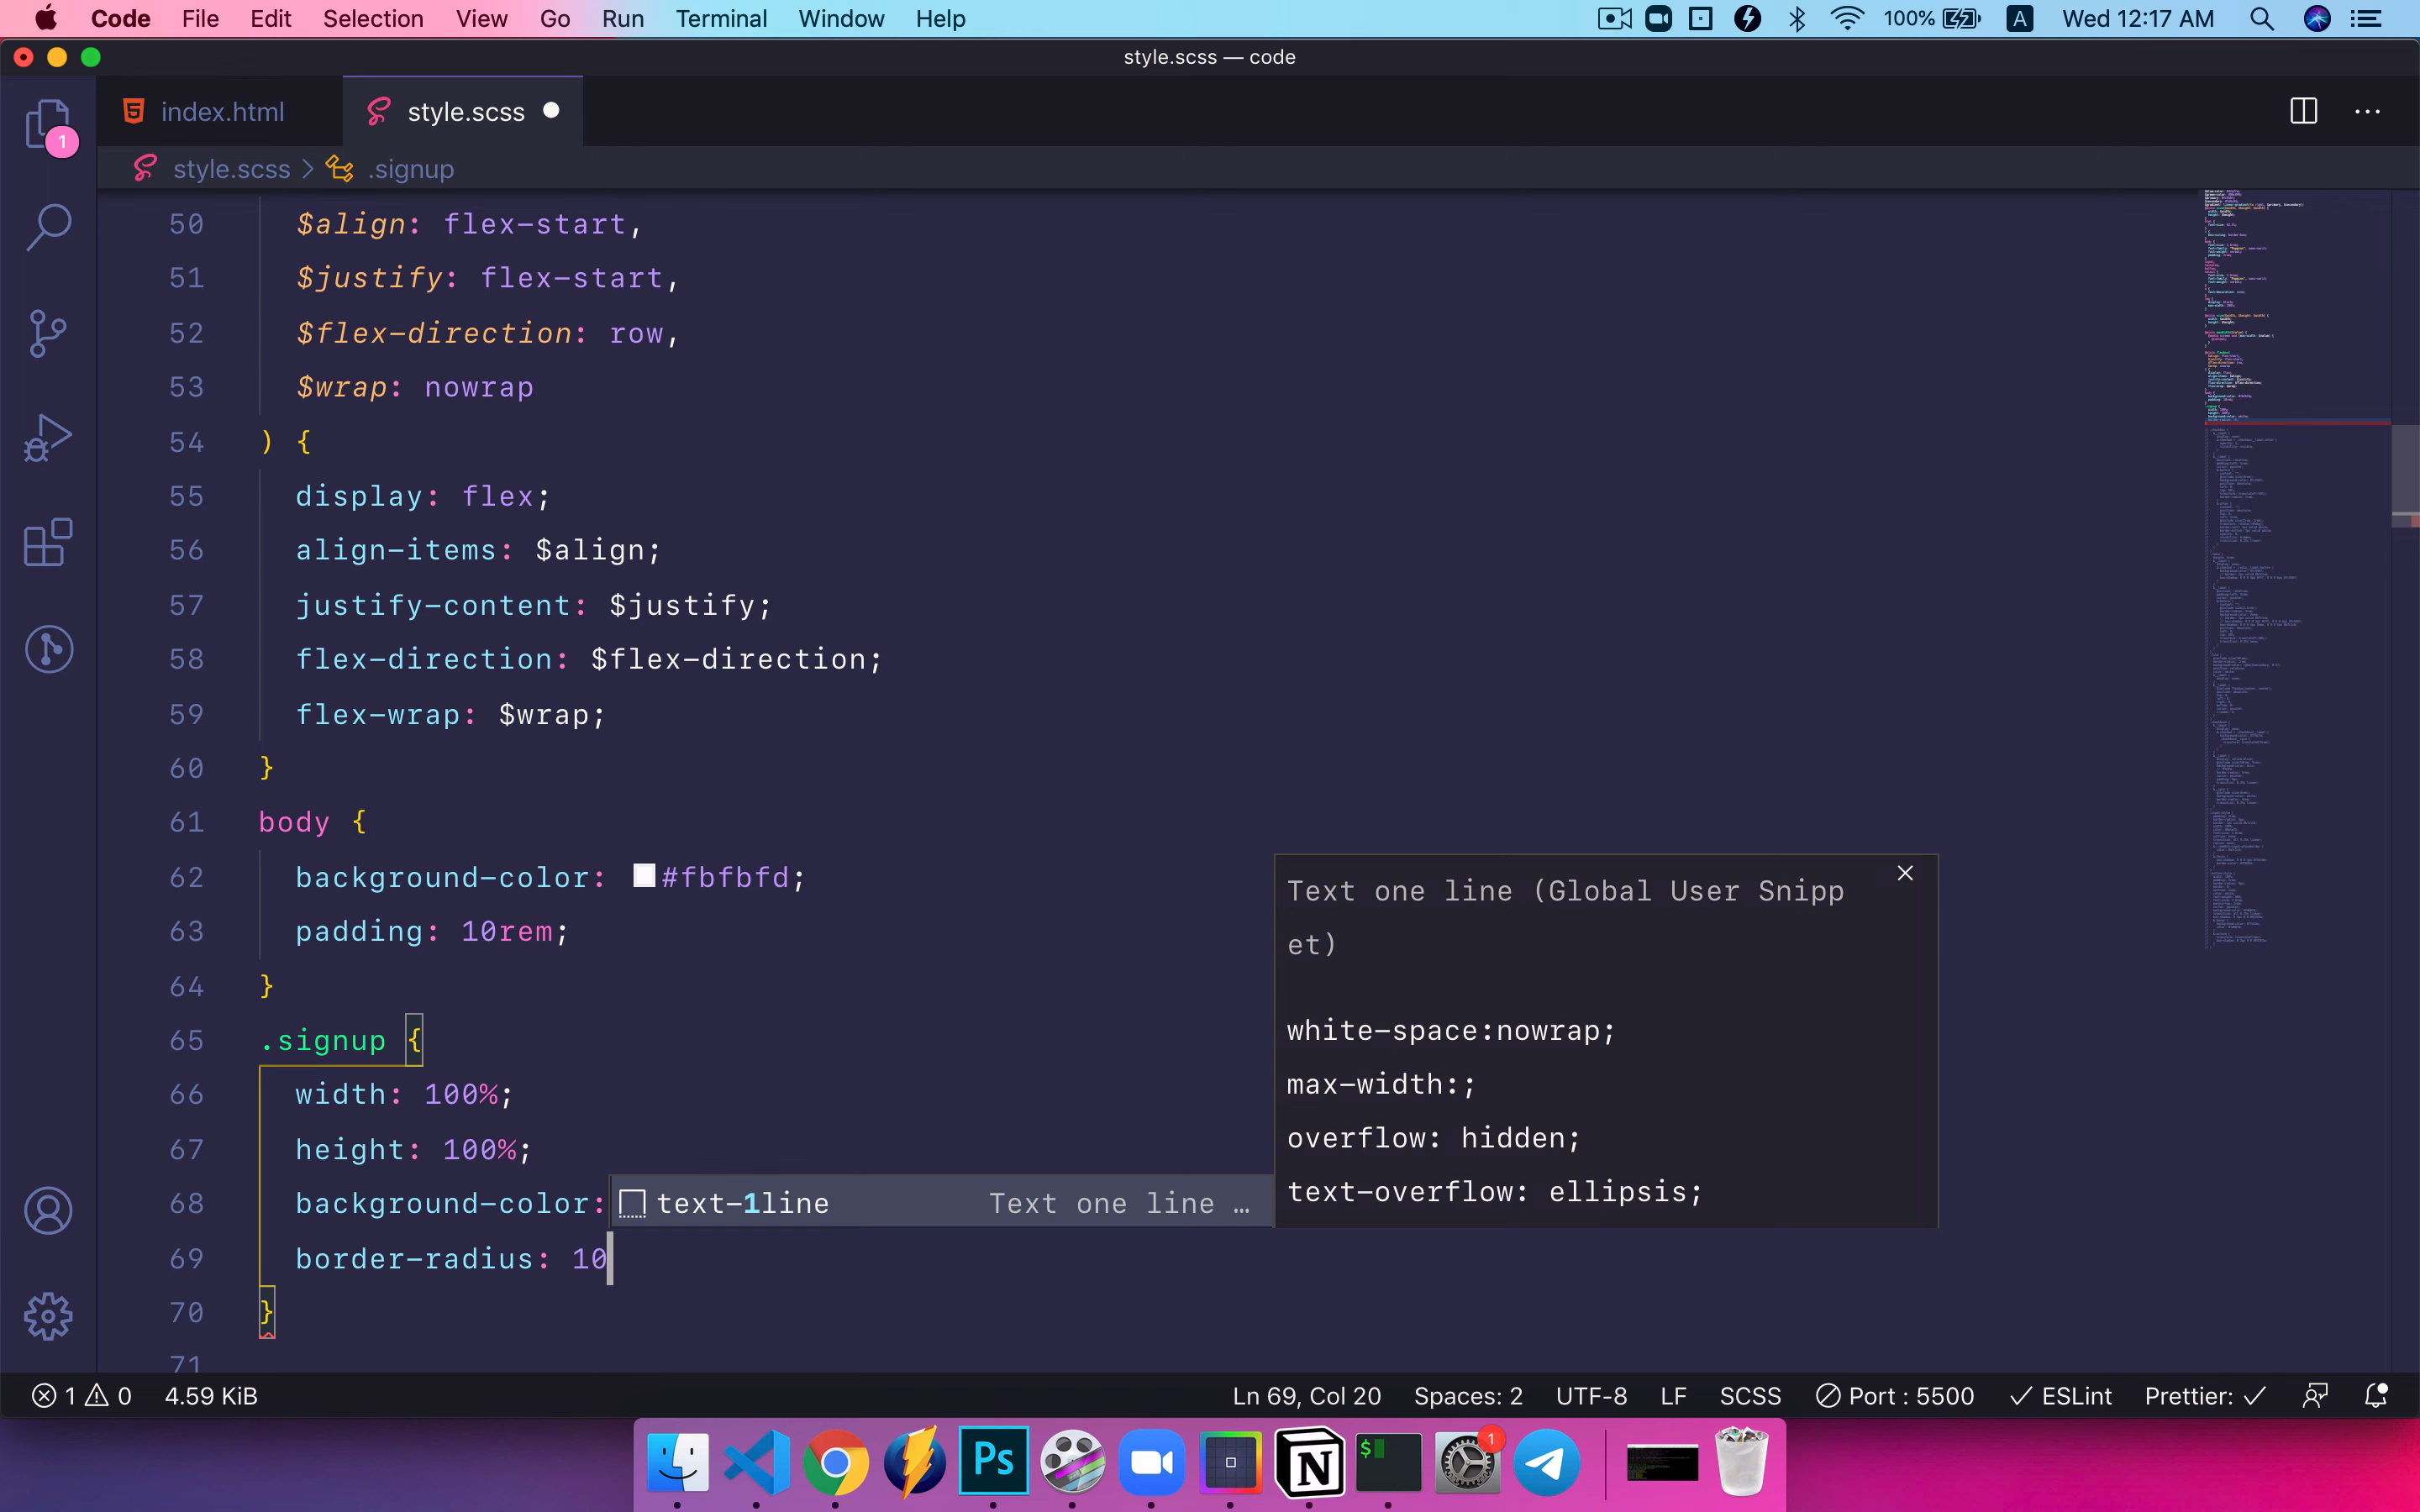 Code File Edit Selection View Go Run Terminal Window Help 100% A Wed 12:17 AM
style.scss — code
1
index.html style.scss
style.scss > .signup
50 $align: flex-start,
51 $justify: flex-start,
52 $flex-direction: row,
53 $wrap: nowrap
54 ) {
55 display: flex;
56 align-items: $align;
57 justify-content: $justify;
58 flex-direction: $flex-direction;
59 flex-wrap: $wrap;
60 }
61 body {
62 background-color: #fbfbfd;
63 padding: 10rem;
64 }
65 .signup {
66 width: 100%;
67 height: 100%;
68 background-color:
69 border-radius: 10
70 }
71
text-1line Text one line …
Text one line (Global User Snipp
et)
white-space:nowrap;
max-width:;
overflow: hidden;
text-overflow: ellipsis;
1 0 4.59 KiB Ln 69, Col 20 Spaces: 2 UTF-8 LF SCSS Port : 5500 ESLint Prettier:
Ps N $ 1